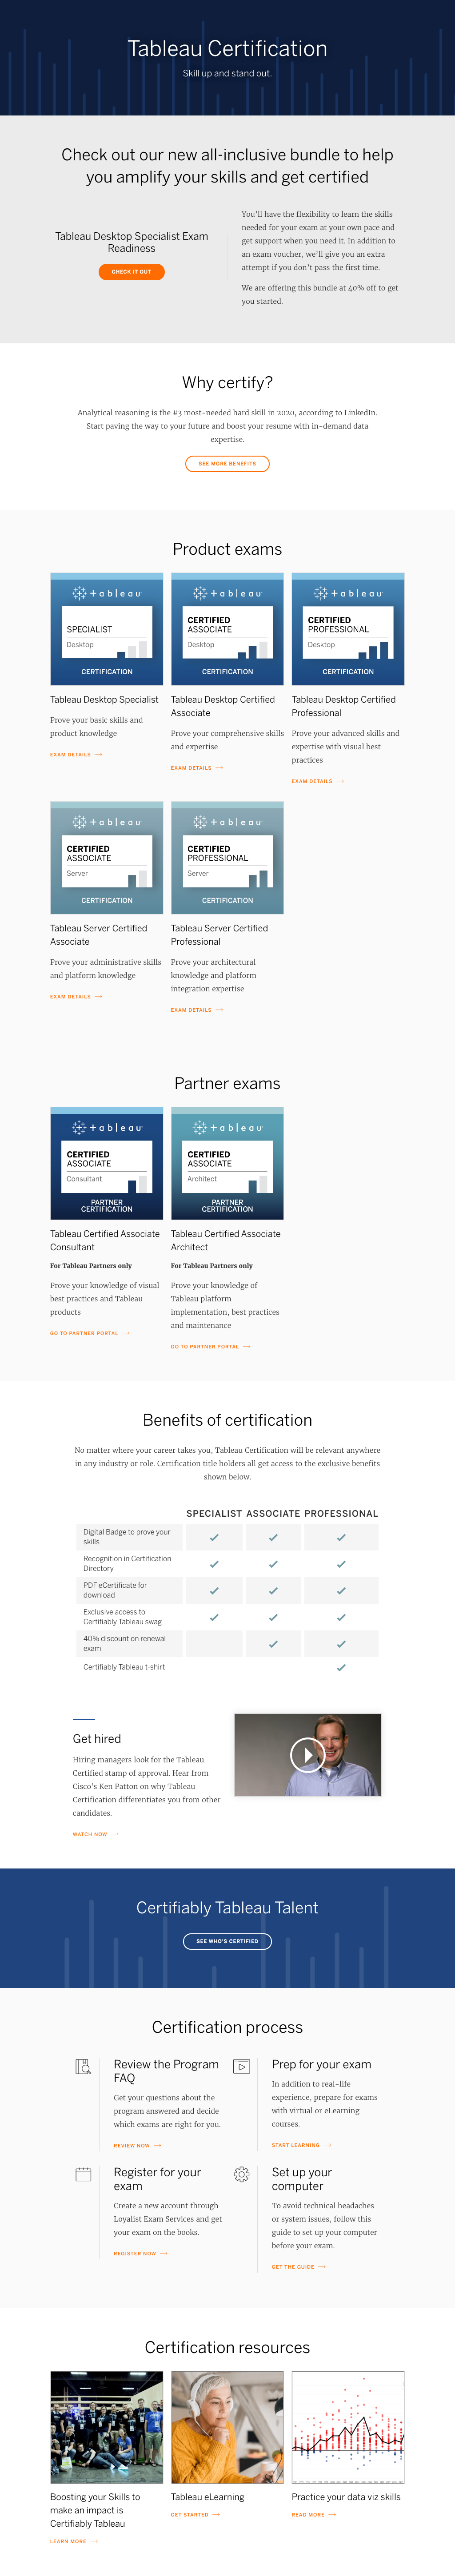 Tableau Certification
Skill up and stand out.
Check out our new all-inclusive bundle to help
you amplify your skills and get certified
Tableau Desktop Specialist Exam
Readiness
CHECK IT OUT
You'll have the flexibility to learn the skills
needed for your exam at your own pace and
get support when you need it. In addition to
an exam voucher, we'll give you an extra
attempt if you don't pass the first time.
We are offering this bundle at 40% off to get
you started.
Why certify?
Analytical reasoning is the #3 most-needed hard skill in 2020, according to LinkedIn.
Start paving the way to your future and boost your resume with in-demand data
expertise.
SEE MORE BENEFITS
Product exams
+ableau
SPECIALIST
Desktop
CERTIFICATION
Tableau Desktop Specialist
Prove your basic skills and
product knowledge
EXAM DETAILS
+ableau
CERTIFIED
ASSOCIATE
Desktop
CERTIFICATION
Tableau Desktop Certified
Associate
Prove your comprehensive skills
and expertise
EXAM DETAILS
+ableau
CERTIFIED
PROFESSIONAL
Desktop
CERTIFICATION
Tableau Desktop Certified
Professional
Prove your advanced skills and
expertise with visual best
practices
EXAM DETAILS
+ableau
CERTIFIED
ASSOCIATE
Server
CERTIFICATION
Tableau Server Certified
Associate
Prove your administrative skills
and platform knowledge
EXAM DETAILS
+ableau
CERTIFIED
PROFESSIONAL
Server
CERTIFICATION
Tableau Server Certified
Professional
Prove your architectural
knowledge and platform
integration expertise
EXAM DETAILS
Partner exams
+ableau
CERTIFIED
ASSOCIATE
Consultant
PARTNER
CERTIFICATION
Tableau Certified Associate
Consultant
For Tableau Partners only
Prove your knowledge of visual
best practices and Tableau
products
GO TO PARTNER PORTAL
+ableau
CERTIFIED
ASSOCIATE
Architect
PARTNER
CERTIFICATION
Tableau Certified Associate
Architect
For Tableau Partners only
Prove your knowledge of
Tableau platform
implementation, best practices
and maintenance
GO TO PARTNER PORTAL
Benefits of certification
No matter where your career takes you, Tableau Certification will be relevant anywhere
in any industry or role. Certification title holders all get access to the exclusive benefits
shown below.
SPECIALIST ASSOCIATE PROFESSIONAL
Digital Badge to prove your
skills
Recognition in Certification
Directory
PDF eCertificate for
download
Exclusive access to
Certifiably Tableau swag
40% discount on renewal
exam
Certifiably Tableau t-shirt
Get hired
Hiring managers look for the Tableau
Certified stamp of approval. Hear from
Cisco's Ken Patton on why Tableau
Certification differentiates you from other
candidates.
WATCH NOW
Certifiably Tableau Talent
SEE WHO'S CERTIFIED
Certification process
Review the Program
FAQ
Get your questions about the
program answered and decide
which exams are right for you.
REVIEW NOW
Prep for your exam
In addition to real-life
experience, prepare for exams
with virtual or eLearning
courses.
START LEARNING
Register for your
exam
Create a new account through
Loyalist Exam Services and get
your exam on the books.
REGISTER NOW
Set up your
computer
To avoid technical headaches
or system issues, follow this
guide to set up your computer
before your exam.
GET THE GUIDE
Certification resources
Boosting your Skills to
make an impact is
Certifiably Tableau
LEARN MORE
Tableau eLearning
GET STARTED
Practice your data viz skills
READ MORE